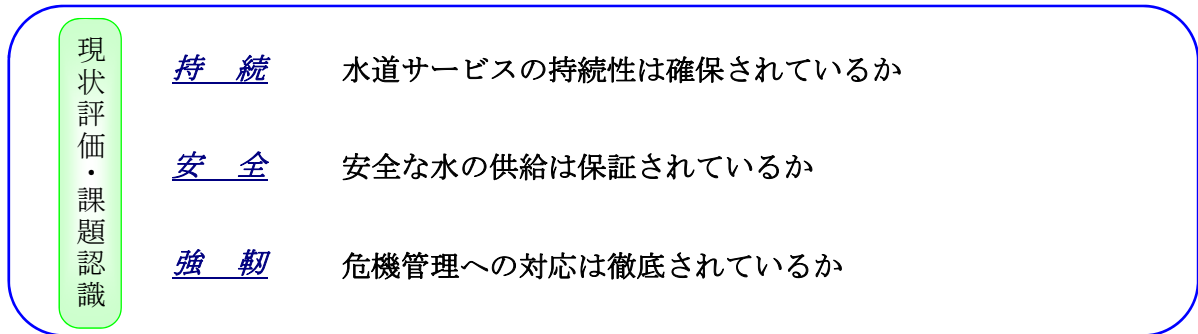 現状評価・課題認識
持　続　水道サービスの持続性は確保されているか
安　全　安全な水の供給は保証されているか
強　靭　危機管理への対応は徹底されているか